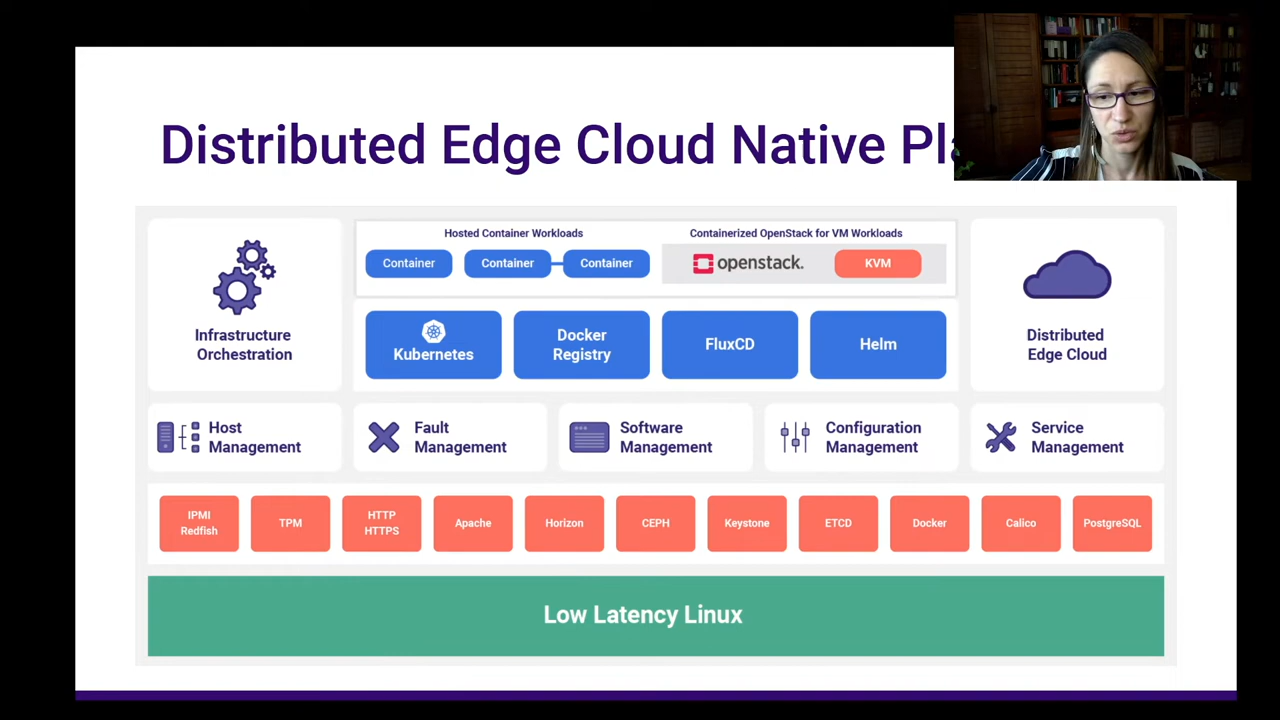 Distributed Edge Cloud Native
Hosted Container Workloads
Containerized OpenStack for VM Workloads
Container
Container
Container
openstack.
KVM
Infrastructure
Orchestration
Kubernetes
Docker
Registry
FluxCD
Helm
Distributed
Edge Cloud
Host
Management
Fault
Management
Software
Management
Configuration
Management
Service
Management
IPMI
Redfish
TPM
HTTP
HTTPS
Apache
Horizon
CEPH
Keystone
ETCD
Docker
Calico
PostgreSQL
Low Latency Linux